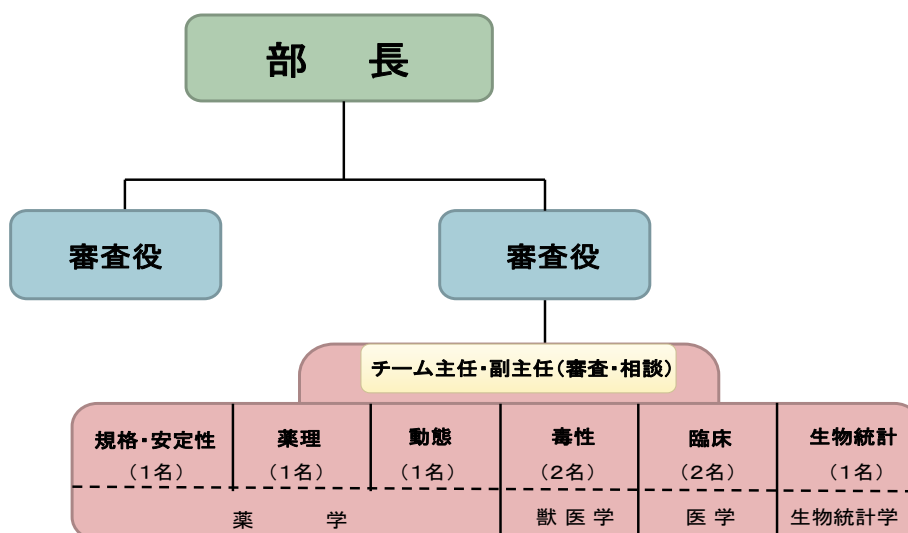 部　長
審査役
審査役
チーム主任・副主任(審査・相談)
規格・安定性
(1名)
薬理
(1名)
動態
(1名)
毒性
(2名)
臨床
(2名)
生物統計
(1名)
薬　学
獣医学
医学
生物統計学